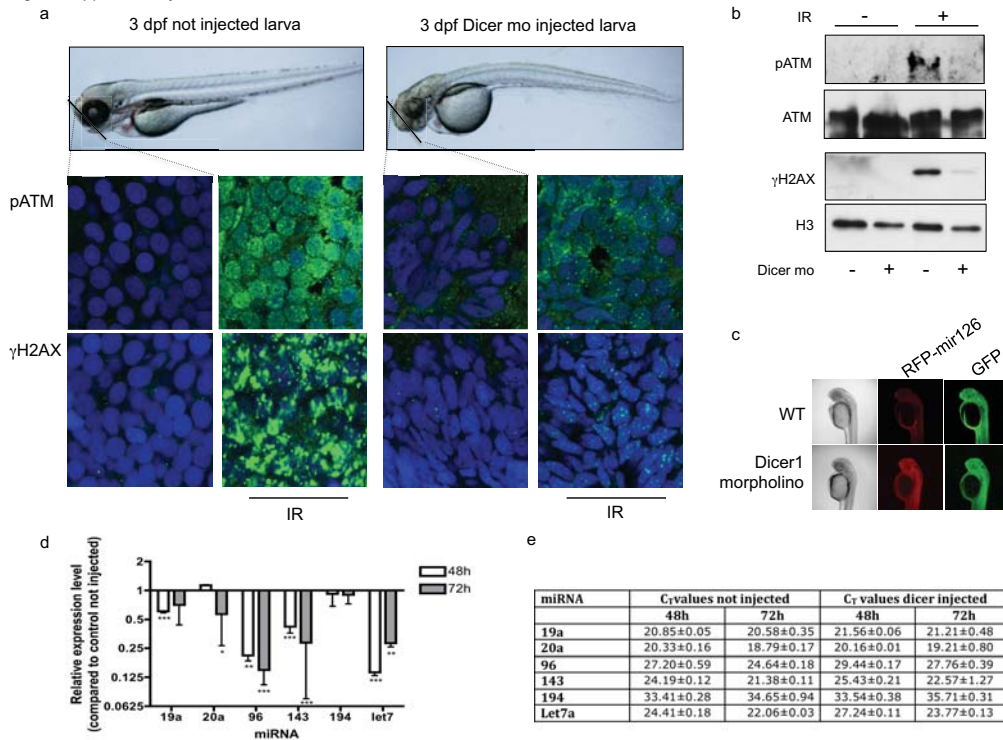 a
3 dpf not injected larva
3 dpf Dicer mo injected larva
pATM
γH2AX
IR
IR
b
IR - +
pATM
ATM
γH2AX
H3
Dicer mo - + - +
c
RFP-mir126
GFP
WT
Dicer1
morpholino
d
Relative expression level
(compared to control not injected)
2
1
0.5
0.25
0.125
0.0625
48h
72h
***
*
**
***
***
***
***
**
19a 20a 96 143 194 let7
miRNA
e
miRNA CTvalues not injected CT values dicer injected
48h 72h 48h 72h
19a 20.85±0.05 20.58±0.35 21.56±0.06 21.21±0.48
20a 20.33±0.16 18.79±0.17 20.16±0.01 19.21±0.80
96 27.20±0.59 24.64±0.18 29.44±0.17 27.76±0.39
143 24.19±0.12 21.38±0.11 25.43±0.21 22.57±1.27
194 33.41±0.28 34.65±0.94 33.54±0.38 35.71±0.31
Let7a 24.41±0.18 22.06±0.03 27.24±0.11 23.77±0.13